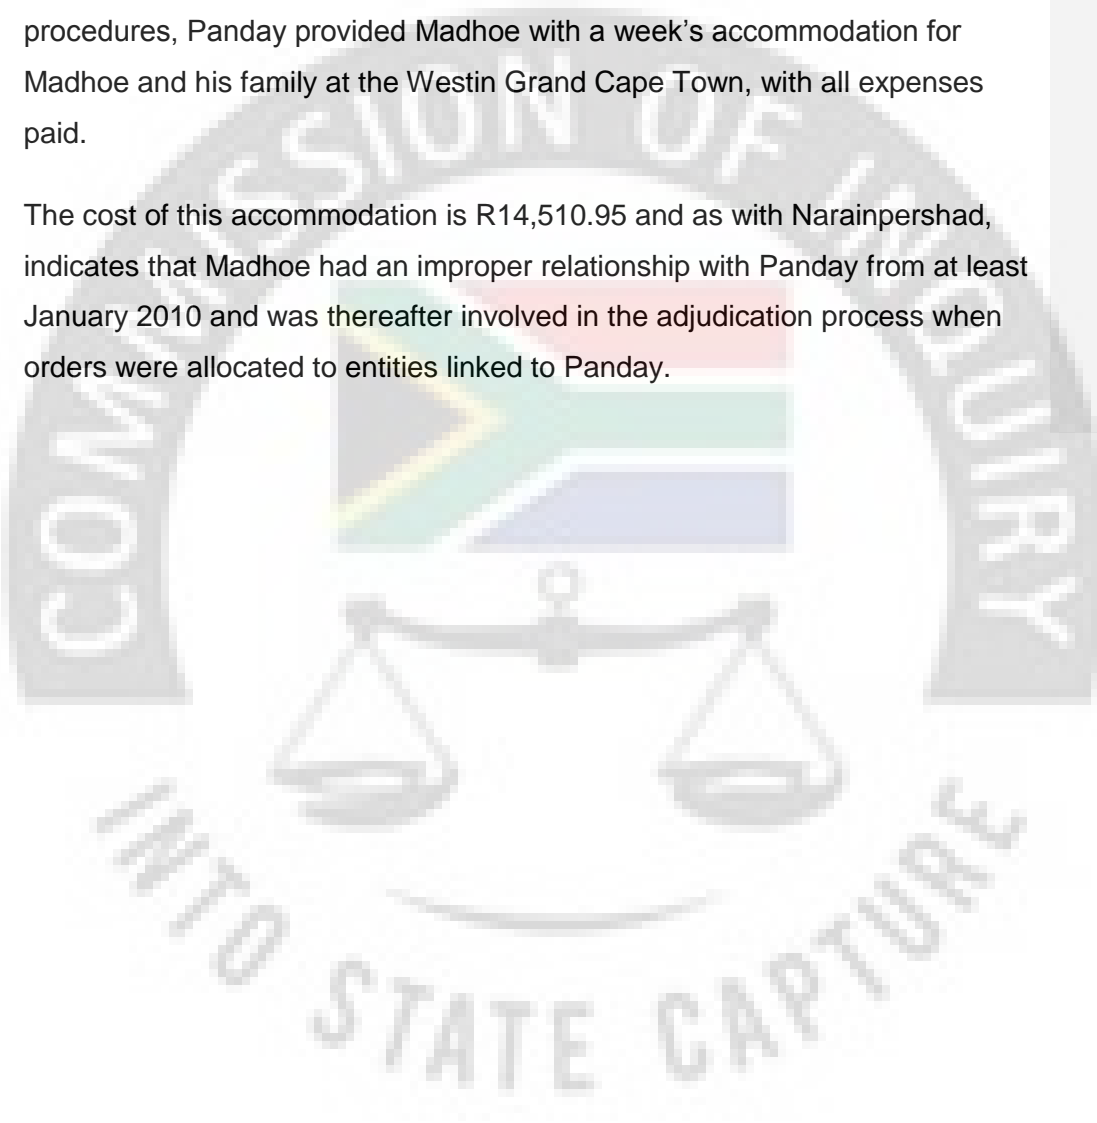 procedures, Panday provided Madhoe with a week’s accommodation for
Madhoe and his family at the Westin Grand Cape Town, with all expenses
paid.
The cost of this accommodation is R14,510.95 and as with Narainpershad,
indicates that Madhoe had an improper relationship with Panday from at least
January 2010 and was thereafter involved in the adjudication process when
orders were allocated to entities linked to Panday.
COMMISSION OF INQUIRY
INTO STATE CAPTURE